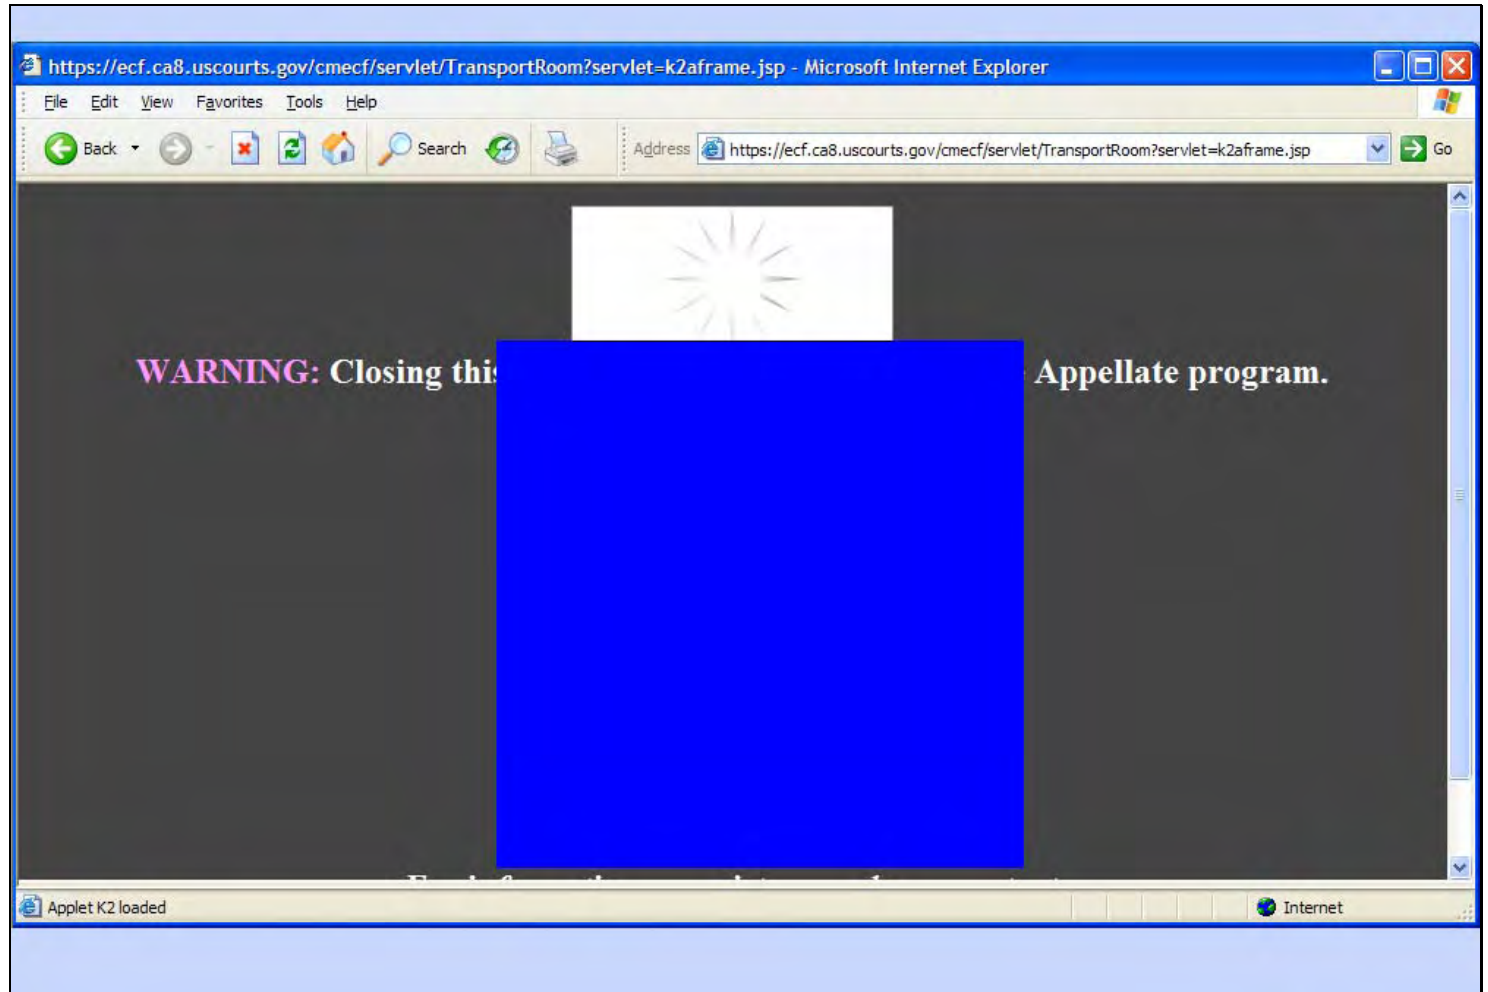 https://ecf.ca8.uscourts.gov/cmecf/servlet/TransportRoom?servlet=k2aframe.jsp - Microsoft Internet Explorer
File Edit View Favorites Tools Help
Back Search Address https://ecf.ca8.uscourts.gov/cmecf/servlet/TransportRoom?servlet=k2aframe.jsp Go
WARNING: Closing this Appellate program.
Applet K2 loaded Internet